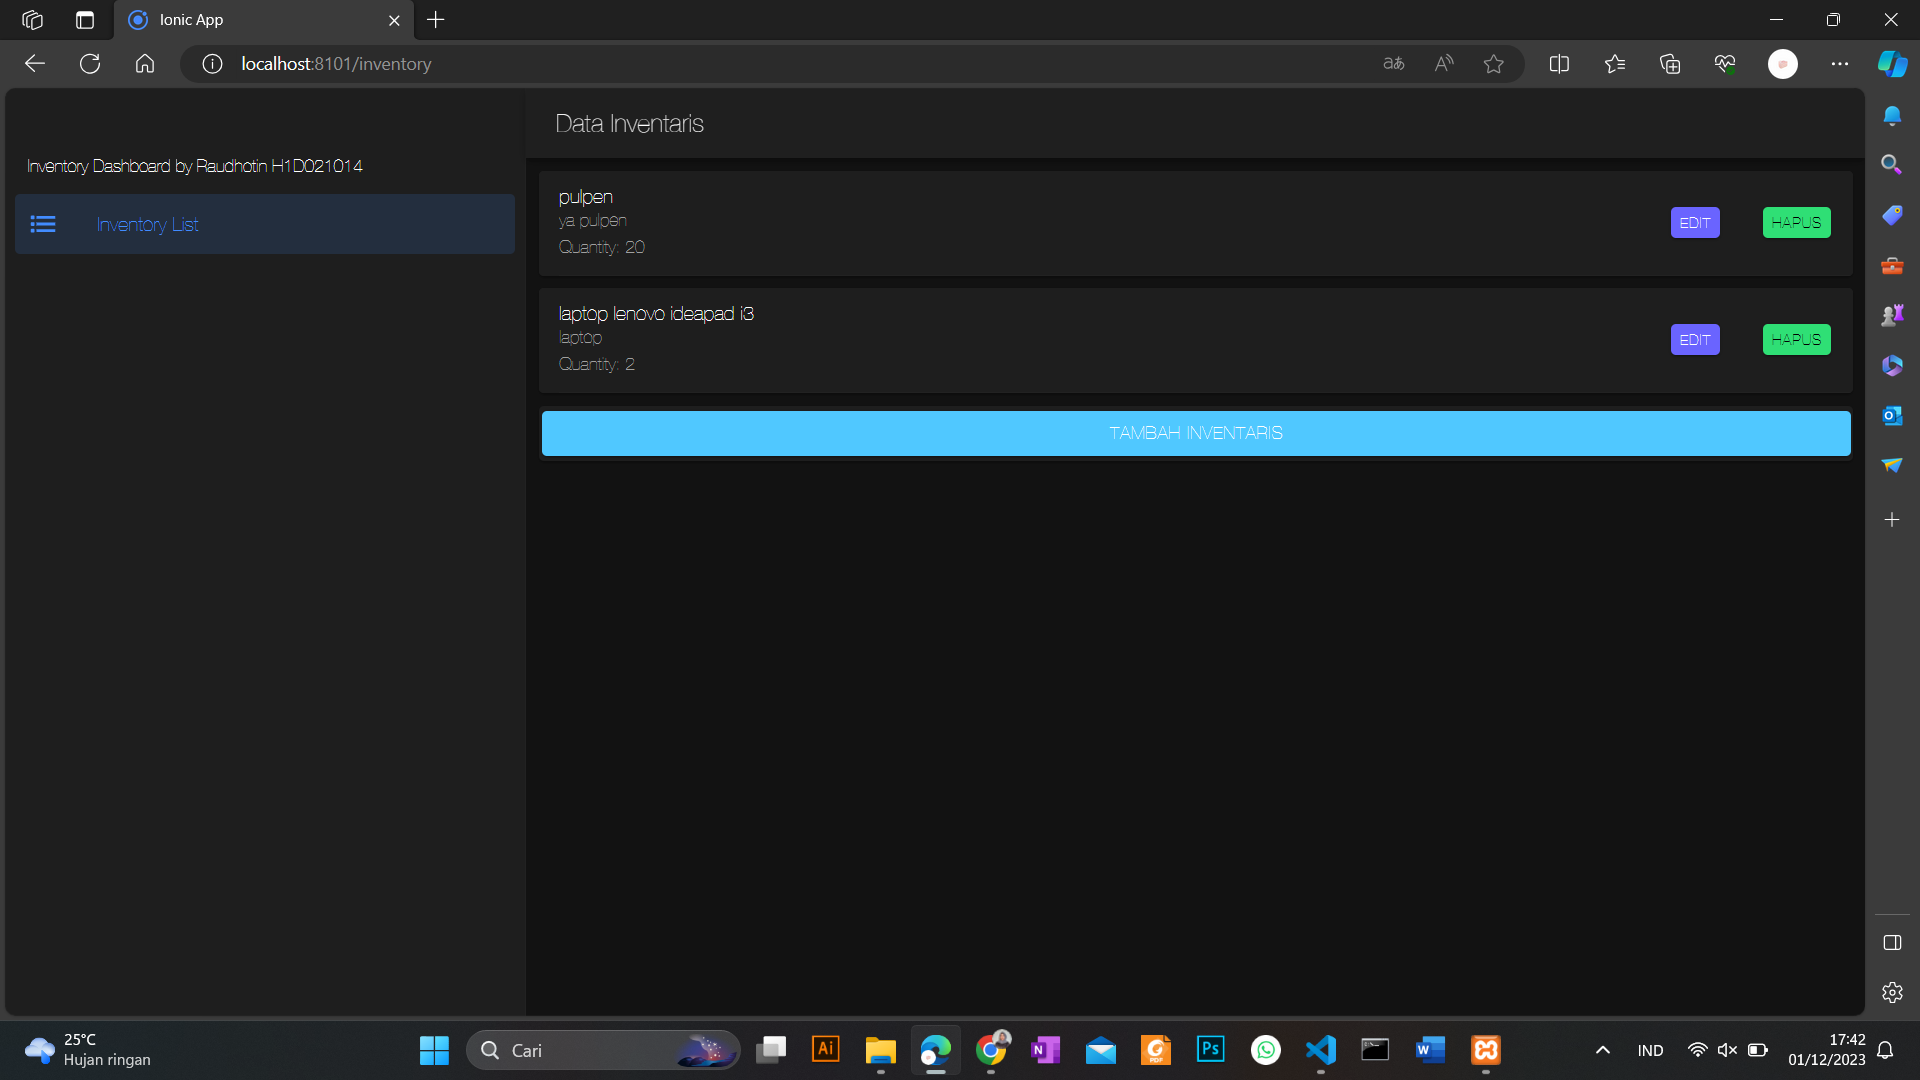 Ionic App
localhost:8101/inventory
Data Inventaris
Inventory Dashboard by Raudhotin H1D021014
Inventory List
pulpen
ya pulpen
Quantity: 20
EDIT
HAPUS
laptop lenovo ideapad i3
laptop
Quantity: 2
EDIT
HAPUS
TAMBAH INVENTARIS
25°C
Hujan ringan
Cari
IND
17:42
01/12/2023